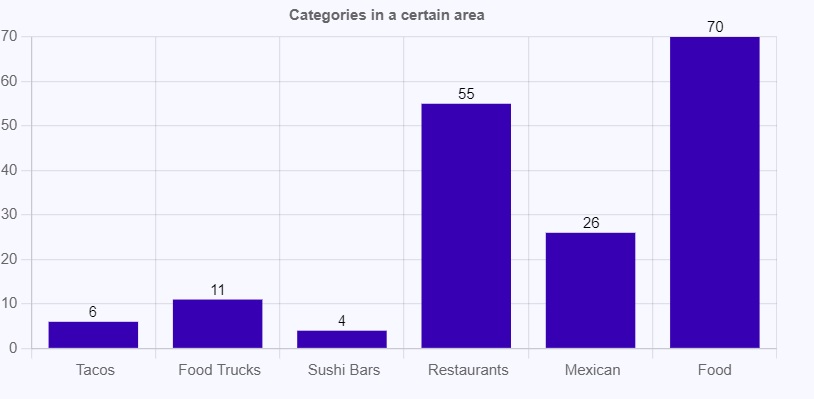 Categories in a certain area
70
60
50
40
30
20
10
0
6
11
4
55
26
70
Tacos
Food Trucks
Sushi Bars
Restaurants
Mexican
Food